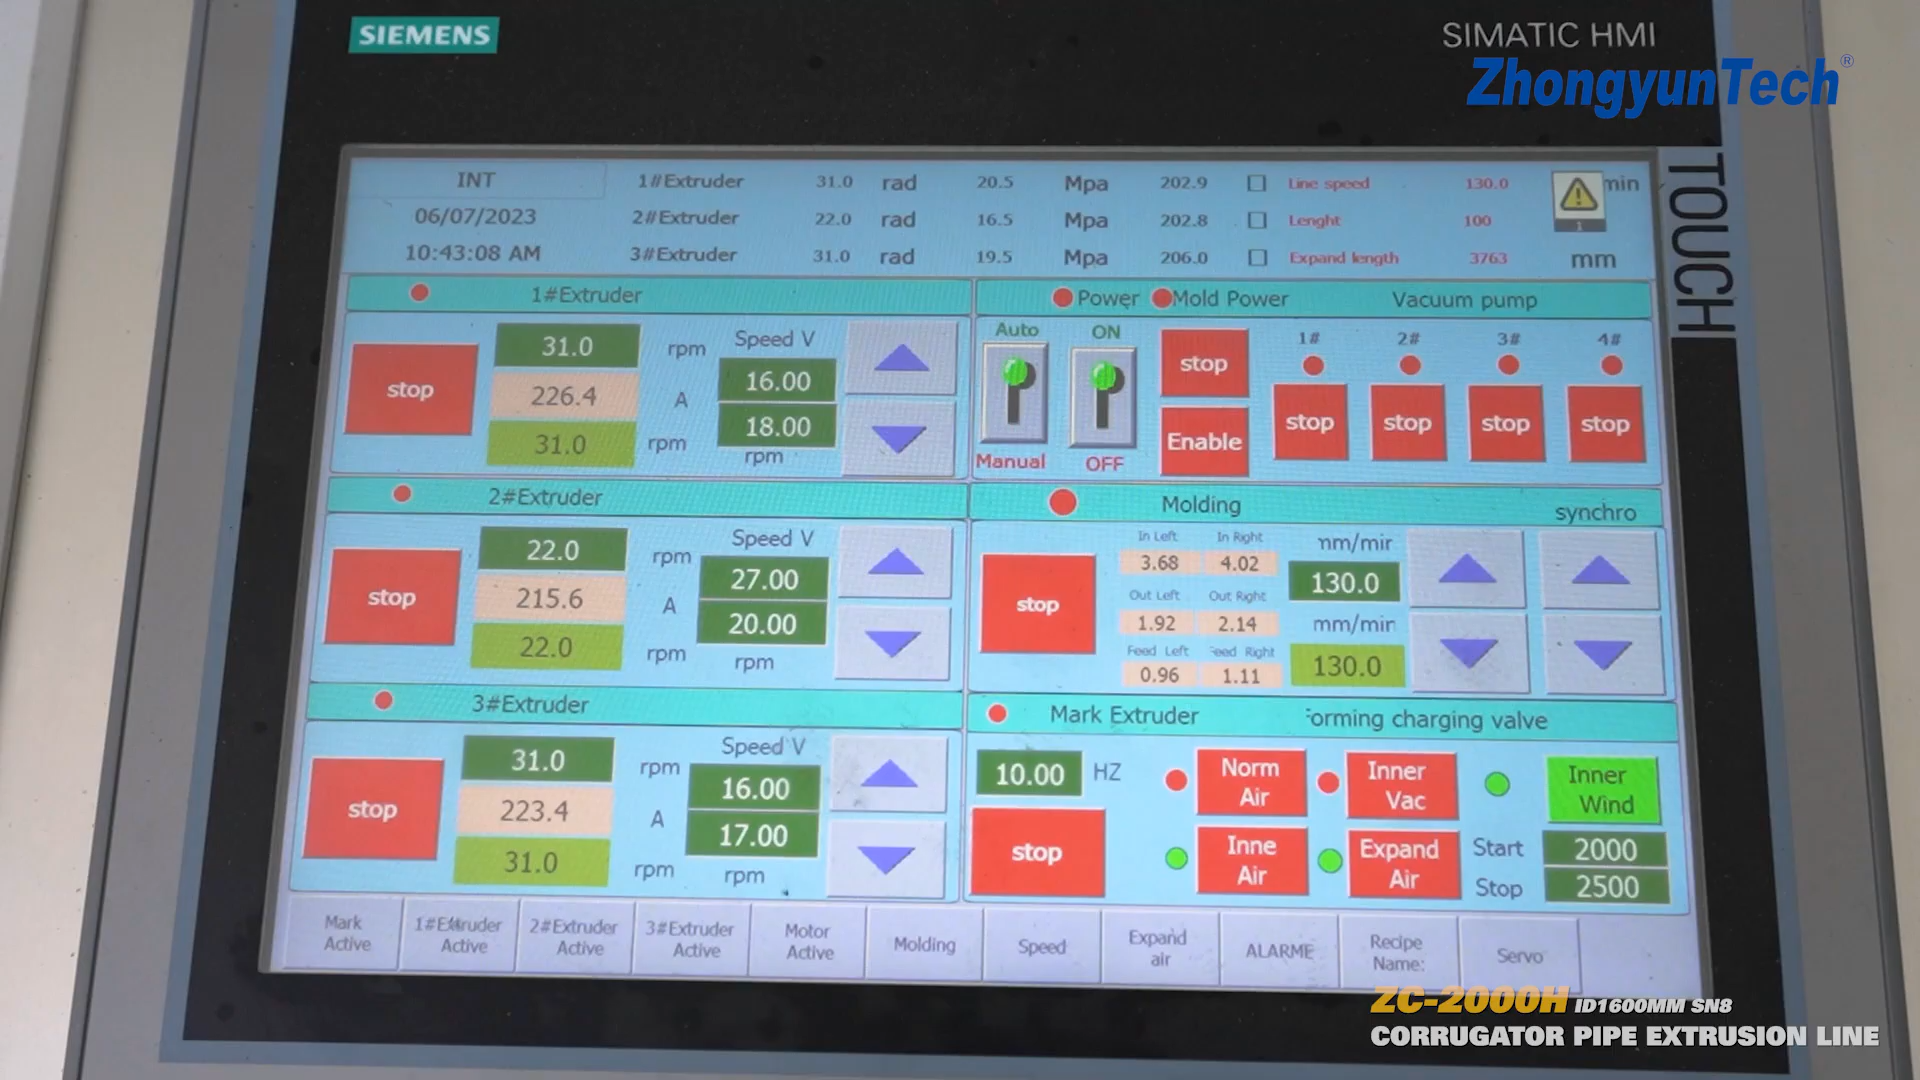 SIEMENS
SIMATIC HMI
ZhongyunTech®
TOUCH
INT
06/07/2023
10:43:08 AM
1#Extruder 31.0 rad 20.5 Mpa 202.9 Line speed 130.0 min
2#Extruder 22.0 rad 16.5 Mpa 202.8 Lenght 100
3#Extruder 31.0 rad 19.5 Mpa 206.0 Expand length 3763 mm
1
1#Extruder
stop
31.0 rpm
226.4 A
31.0 rpm
Speed V
16.00
18.00
rpm
Power Mold Power Vacuum pump
Auto
Manual
ON
OFF
stop
Enable
1# 2# 3# 4#
stop stop stop stop
2#Extruder
stop
22.0 rpm
215.6 A
22.0 rpm
Speed V
27.00
20.00
rpm
Molding synchro
stop
In Left In Right
3.68 4.02
Out Left Out Right
1.92 2.14
Feed Left Feed Right
0.96 1.11
mm/mir
130.0
mm/min
130.0
3#Extruder
stop
31.0 rpm
223.4 A
31.0 rpm
Speed V
16.00
17.00
rpm
Mark Extruder Forming charging valve
10.00 HZ
stop
Norm
Air
Inner
Vac
Inner
Wind
Inne
Air
Expand
Air
Start 2000
Stop 2500
Mark
Active
1#Extruder
Active
2#Extruder
Active
3#Extruder
Active
Motor
Active
Molding
Speed
Expand
air
ALARME
Recipe
Name:
Servo
ZC-2000H ID1600MM SN8
CORRUGATOR PIPE EXTRUSION LINE